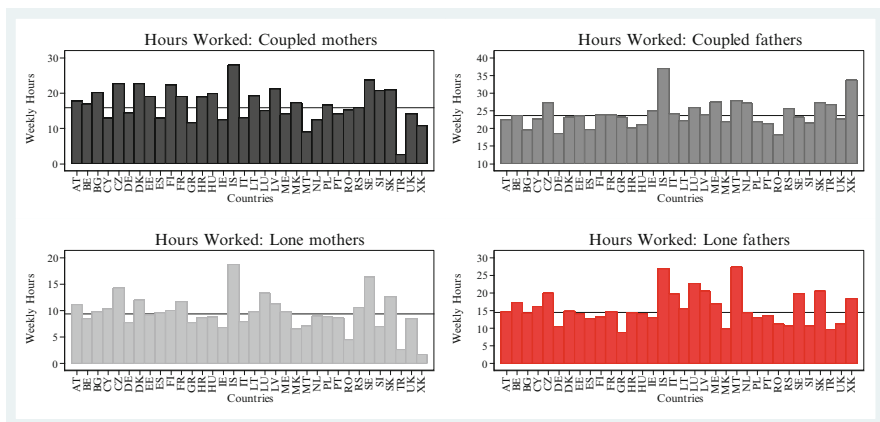 Hours Worked: Coupled mothers
Weekly Hours
30
20
10
0
AT BE BG CY CZ DE DK EE ES FI FR GR HR HU IE IS IT LT LU LV ME MK MT NL PL PT RO RS SE SI SK TR UK XK
Countries
Hours Worked: Coupled fathers
Weekly Hours
40
35
30
25
20
15
10
AT BE BG CY CZ DE DK EE ES FI FR GR HR HU IE IS IT LT LU LV ME MK MT NL PL PT RO RS SE SI SK TR UK XK
Countries
Hours Worked: Lone mothers
Weekly Hours
20
15
10
5
0
AT BE BG CY CZ DE DK EE ES FI FR GR HR HU IE IS IT LT LU LV ME MK MT NL PL PT RO RS SE SI SK TR UK XK
Countries
Hours Worked: Lone fathers
Weekly Hours
30
25
20
15
10
5
0
AT BE BG CY CZ DE DK EE ES FI FR GR HR HU IE IS IT LT LU LV ME MK MT NL PL PT RO RS SE SI SK TR UK XK
Countries